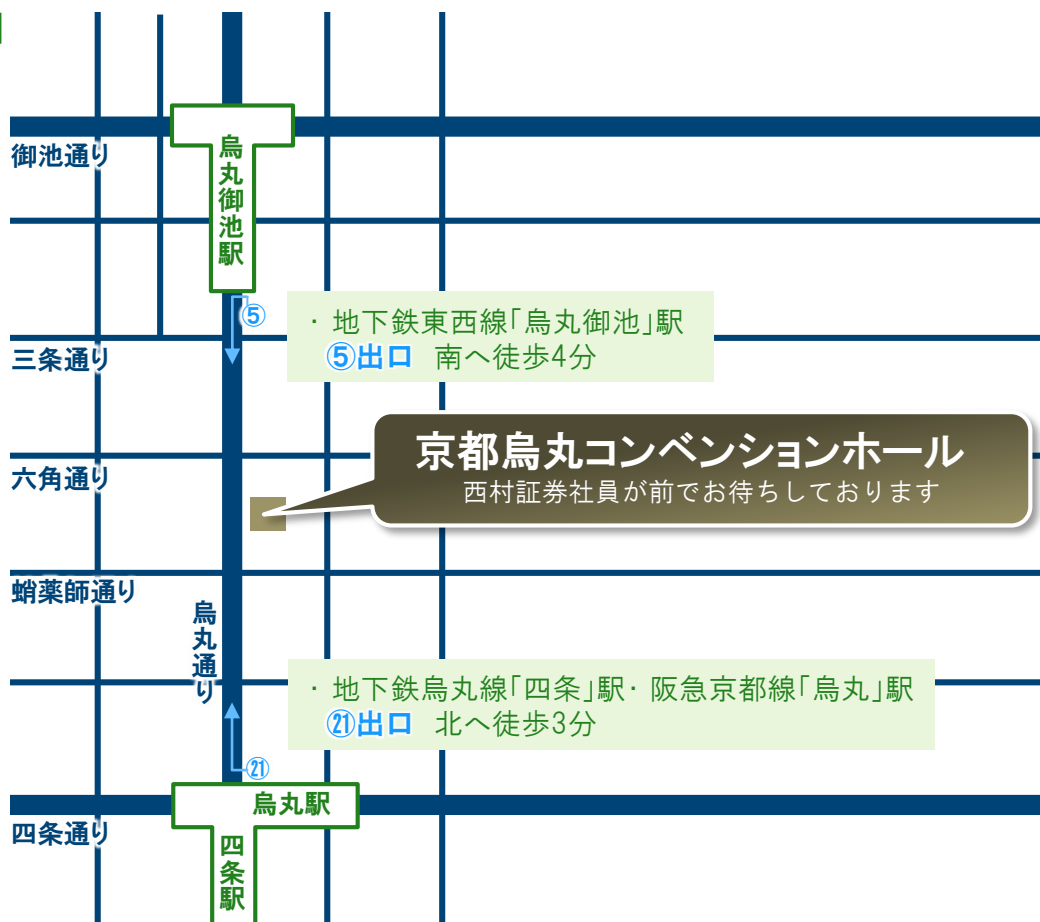 御池通り
烏丸御池駅
⑤
・地下鉄東西線「烏丸御池」駅
⑤出口 南へ徒歩4分
三条通り
京都烏丸コンベンションホール
西村証券社員が前でお待ちしております
六角通り
蛸薬師通り
烏丸通り
・地下鉄烏丸線「四条」駅・阪急京都線「烏丸」駅
㉑出口 北へ徒歩3分
㉑
烏丸駅
四条通り
四条駅